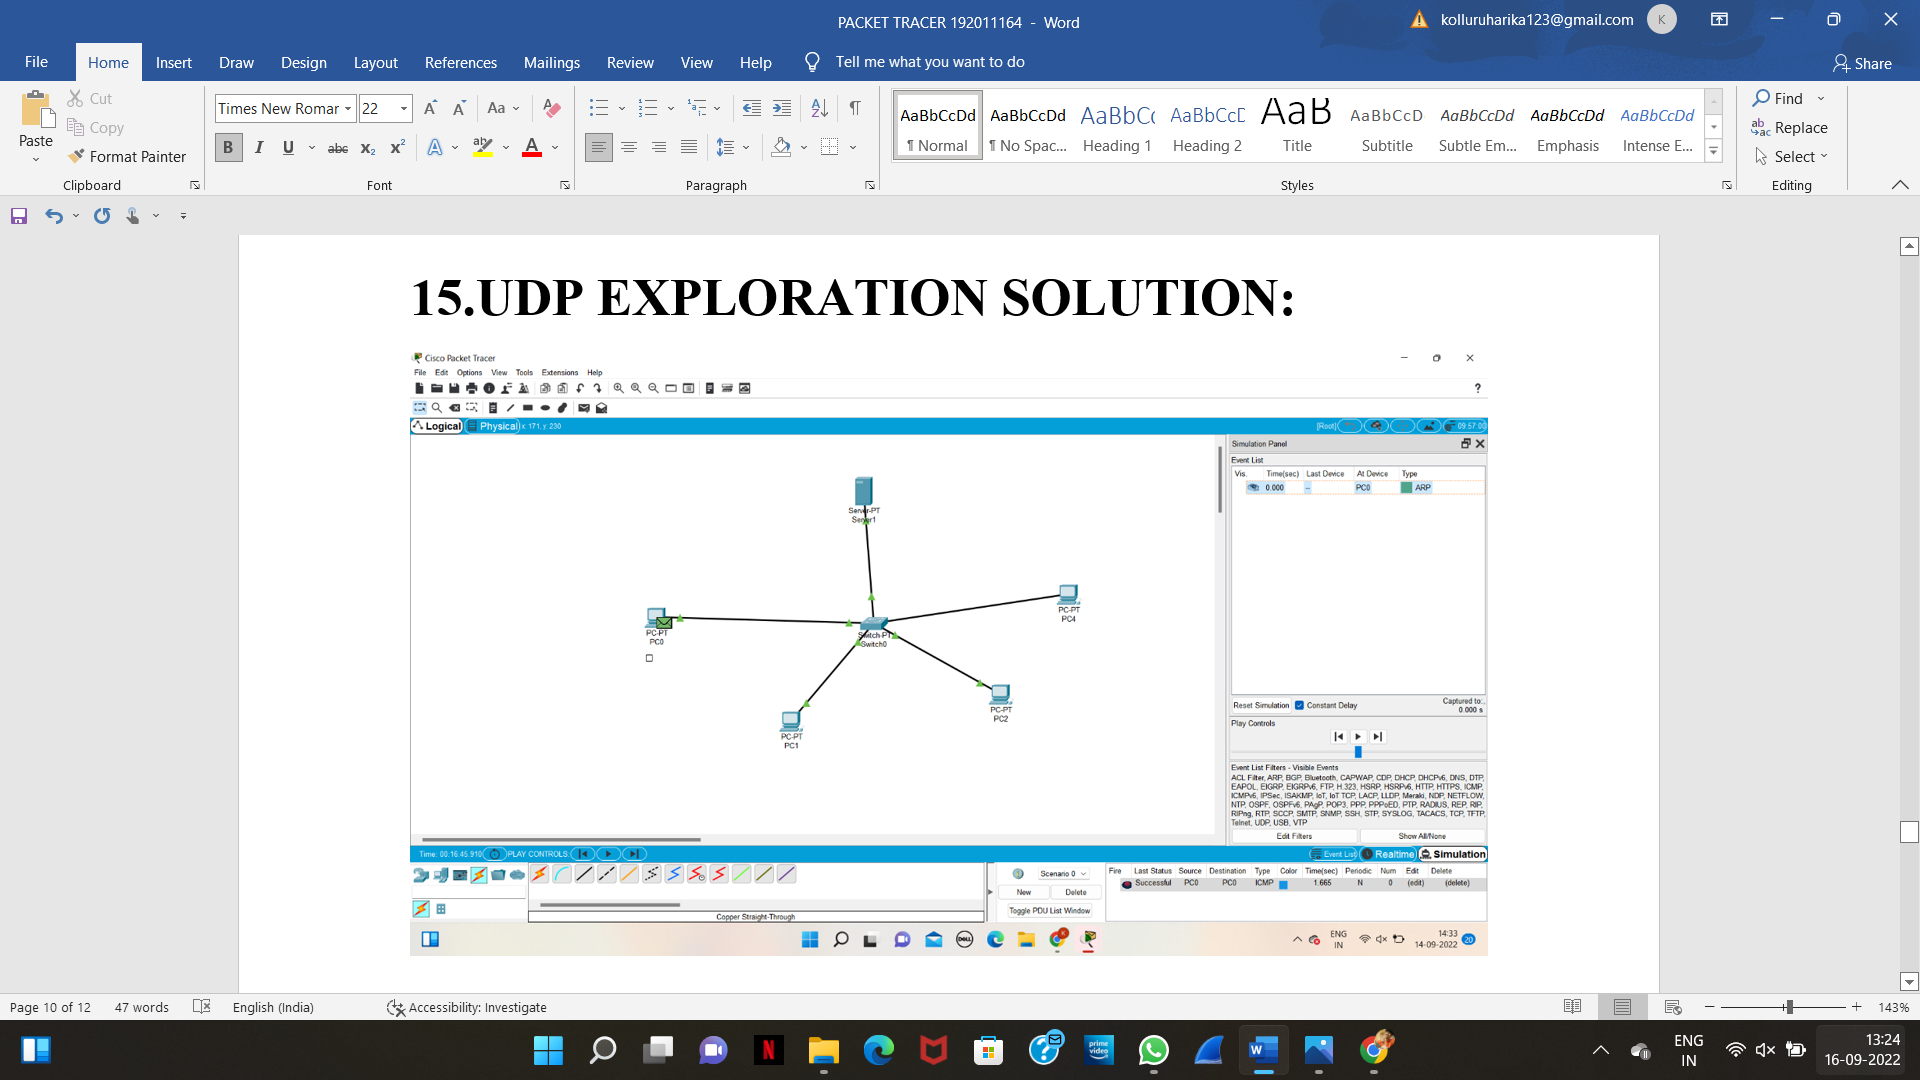 PACKET TRACER 192011164 - Word
kolluruharika123@gmail.com
K
File Home Insert Draw Design Layout References Mailings Review View Help Tell me what you want to do
Share
Cut
Copy
Paste
Format Painter
Clipboard
Times New Romar 22
Font
Paragraph
AaBbCcDd AaBbCcDd AaBbCc AaBbCcD AaB AaBbCcD AaBbCcDd AaBbCcDd AaBbCcDd
¶ Normal ¶ No Spac... Heading 1 Heading 2 Title Subtitle Subtle Em... Emphasis Intense E...
Styles
Find
Replace
Select
Editing
15.UDP EXPLORATION SOLUTION:
Cisco Packet Tracer
File Edit Options View Tools Extensions Help
Logical Physical x: 171, y: 230
[Root] 09:57:00
Simulation Panel
Event List
Vis. Time(sec) Last Device At Device Type
0.000 -- PC0 ARP
Server-PT
Server1
PC-PT
PC4
PC-PT
PC0
Switch-PT
Switch0
PC-PT
PC2
PC-PT
PC1
Reset Simulation Constant Delay Captured to:
0.000 s
Play Controls
Event List Filters - Visible Events
ACL Filter, ARP, BGP, Bluetooth, CAPWAP, CDP, DHCP, DHCPv6, DNS, DTP,
EAPOL, EIGRP, EIGRPv6, FTP, H.323, HSRP, HSRPv6, HTTP, HTTPS, ICMP,
ICMPv6, IPSec, ISAKMP, IoT, IoT TCP, LACP, LLDP, Meraki, NDP, NETFLOW,
NTP, OSPF, OSPFv6, PAgP, POP3, PPP, PPPoED, PTP, RADIUS, REP, RIP,
RIPng, RTP, SCCP, SMTP, SNMP, SSH, STP, SYSLOG, TACACS, TCP, TFTP,
Telnet, UDP, USB, VTP
Edit Filters Show All/None
Time: 00:16:45.910 PLAY CONTROLS:
Event List Realtime Simulation
Scenario 0
New Delete
Toggle PDU List Window
Fire Last Status Source Destination Type Color Time(sec) Periodic Num Edit Delete
Successful PC0 PC0 ICMP 1.665 N 0 (edit) (delete)
Copper Straight-Through
ENG
IN
14:33
14-09-2022
20
Page 10 of 12 47 words English (India) Accessibility: Investigate
143%
ENG
IN
13:24
16-09-2022